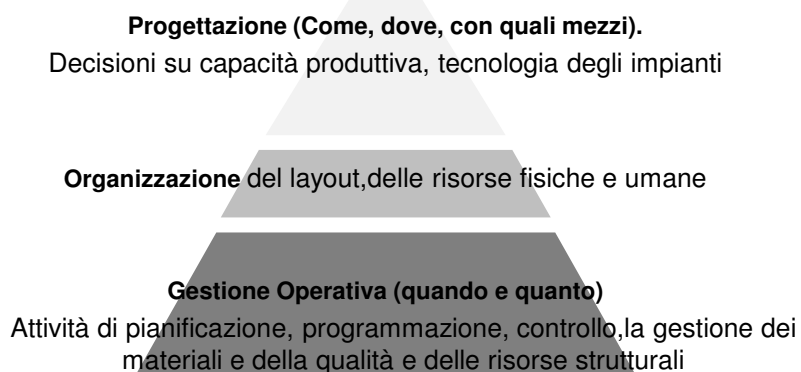 Progettazione (Come, dove, con quali mezzi).
Decisioni su capacità produttiva, tecnologia degli impianti
Organizzazione del layout,delle risorse fisiche e umane
Gestione Operativa (quando e quanto)
Attività di pianificazione, programmazione, controllo,la gestione dei
materiali e della qualità e delle risorse strutturali